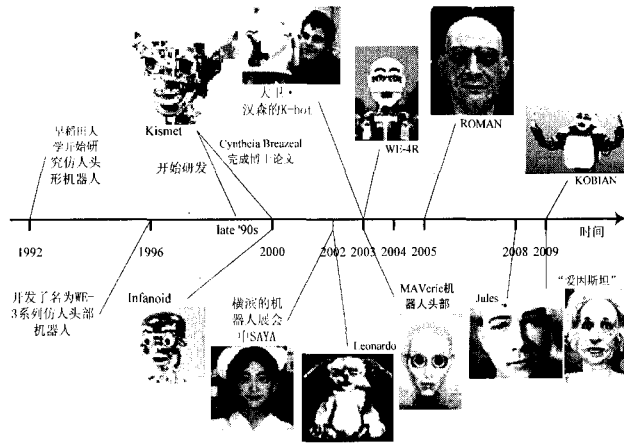 大卫·
汉森的K-bot
ROMAN
Kismet
WE-4R
早稻田大
学开始研
究仿人头
形机器人
开始研发
Cyntheia Breazeal
完成博士论文
KOBIAN
1992
1996
late '90s
2000
2002
2003
2004
2005
2008
2009
时间
开发了名为WE-
3系列仿人头部
机器人
Infanoid
横滨的机
器人展会
中SAYA
Leonardo
MAVeric机
器人头部
Jules
“爱因斯坦”